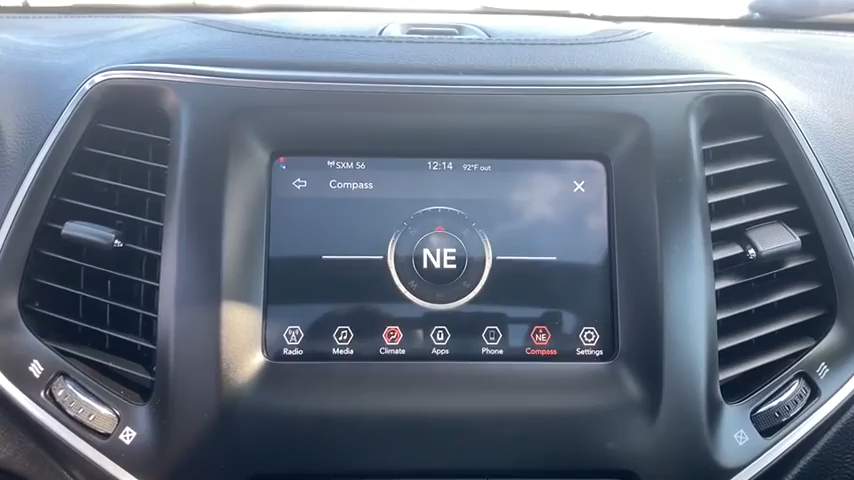 SXM 56 12:14 92°F out
Compass
NE
NE
Radio Media Climate Apps Phone Compass Settings